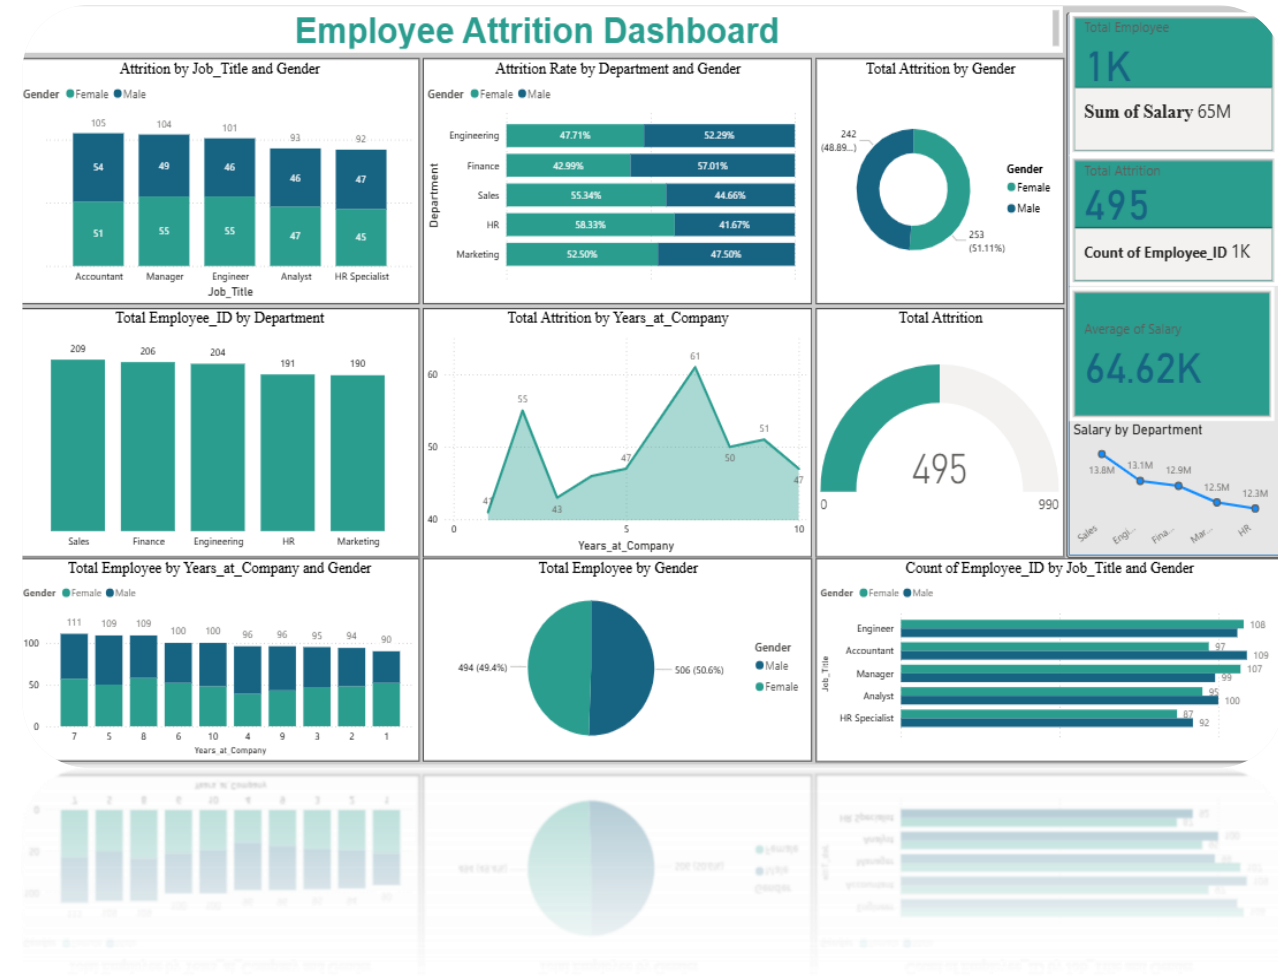 Employee Attrition Dashboard
Total Employee
1K
Sum of Salary 65M
Total Attrition
495
Count of Employee_ID 1K
Average of Salary
64.62K
Salary by Department
13.8M
13.1M
12.9M
12.5M
12.3M
Sales
Engi...
Fina...
Mar...
HR
Attrition by Job_Title and Gender
Gender Female Male
105 104 101 93 92
54 49 46 46 47
51 55 55 47 45
Accountant Manager Engineer Analyst HR Specialist
Job_Title
Attrition Rate by Department and Gender
Gender Female Male
Department
Engineering 47.71% 52.29%
Finance 42.99% 57.01%
Sales 55.34% 44.66%
HR 58.33% 41.67%
Marketing 52.50% 47.50%
Total Attrition by Gender
242
(48.89...)
Gender
Female
Male
253
(51.11%)
Total Employee_ID by Department
209 206 204 191 190
Sales Finance Engineering HR Marketing
Total Attrition by Years_at_Company
60
50
40
41
55
43
47
61
50
51
47
0 5 10
Years_at_Company
Total Attrition
495
0
990
Total Employee by Years_at_Company and Gender
Gender Female Male
111 109 109 100 100 96 96 95 94 90
100
50
0
7 5 8 6 10 4 9 3 2 1
Years_at_Company
Total Employee by Gender
494 (49.4%)
506 (50.6%)
Gender
Male
Female
Count of Employee_ID by Job_Title and Gender
Gender Female Male
Job_Title
Engineer 108
Accountant 97
109
Manager 107
99
Analyst 95
100
HR Specialist 87
92